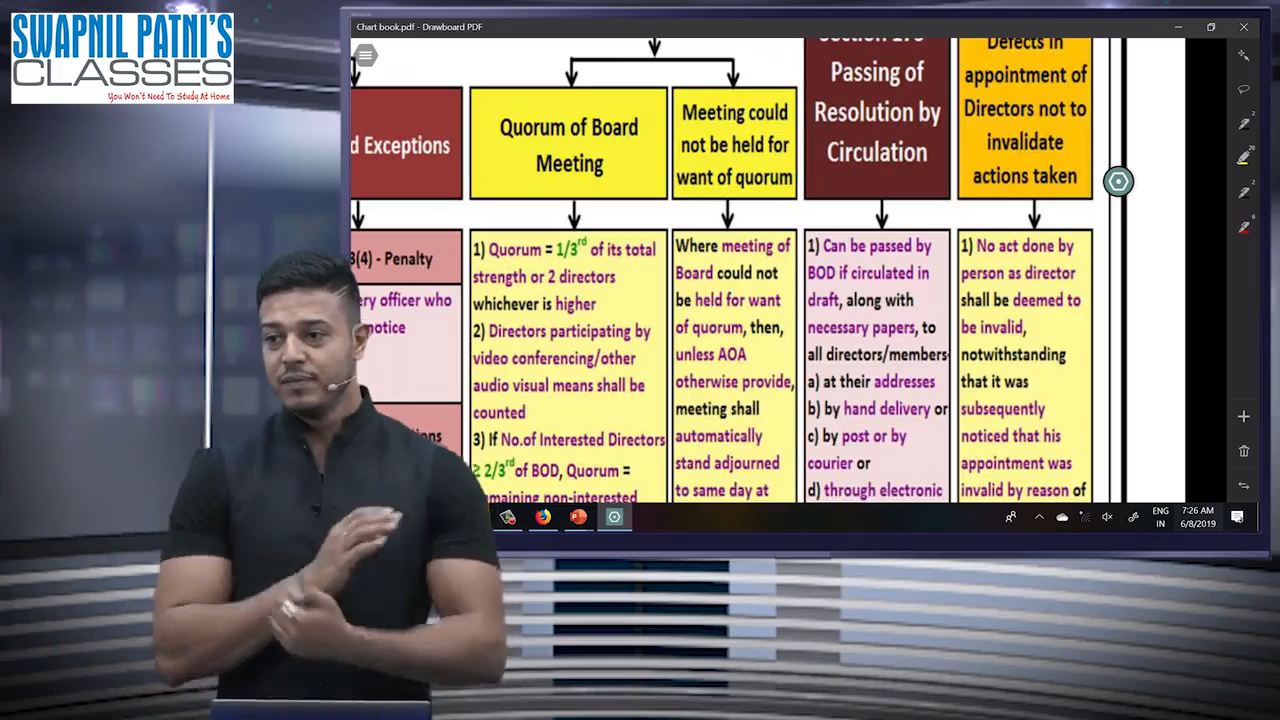 SWAPNIL PATNI'S
CLASSES
You Won't Need To Study At Home
Chart book.pdf - Drawboard PDF
d Exceptions
3(4) - Penalty
ery officer who
notice
Quorum of Board
Meeting
1) Quorum = 1/3rd of its total
strength or 2 directors
whichever is higher
2) Directors participating by
video conferencing/other
audio visual means shall be
counted
3) If No.of Interested Directors
≥ 2/3rd of BOD, Quorum =
remaining non-interested
Meeting could
not be held for
want of quorum
Where meeting of
Board could not
be held for want
of quorum, then,
unless AOA
otherwise provide,
meeting shall
automatically
stand adjourned
to same day at
Passing of
Resolution by
Circulation
1) Can be passed by
BOD if circulated in
draft, along with
necessary papers, to
all directors/members-
a) at their addresses
b) by hand delivery or
c) by post or by
courier or
d) through electronic
Defects in
appointment of
Directors not to
invalidate
actions taken
1) No act done by
person as director
shall be deemed to
be invalid,
notwithstanding
that it was
subsequently
noticed that his
appointment was
invalid by reason of
ENG
IN
7:26 AM
6/8/2019